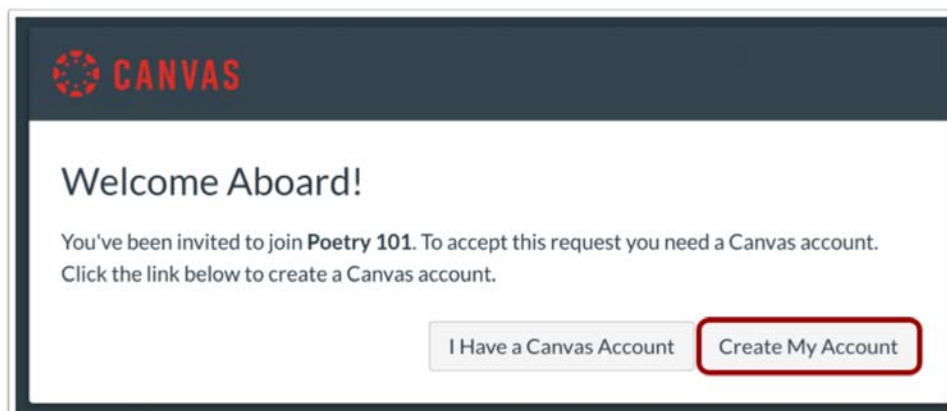 CANVAS
Welcome Aboard!
You've been invited to join Poetry 101. To accept this request you need a Canvas account.
Click the link below to create a Canvas account.
I Have a Canvas Account Create My Account